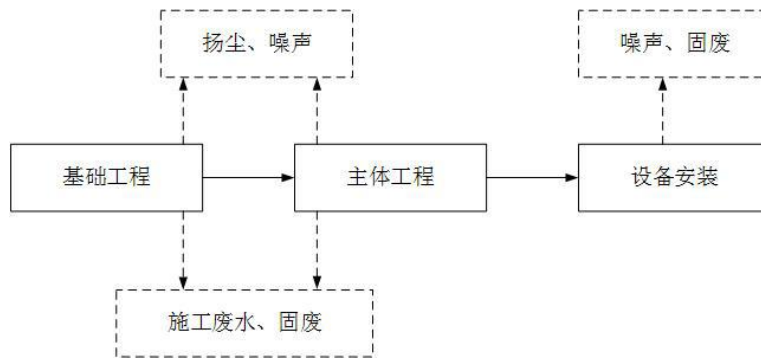 扬尘、噪声
噪声、固废
基础工程
主体工程
设备安装
施工废水、固废